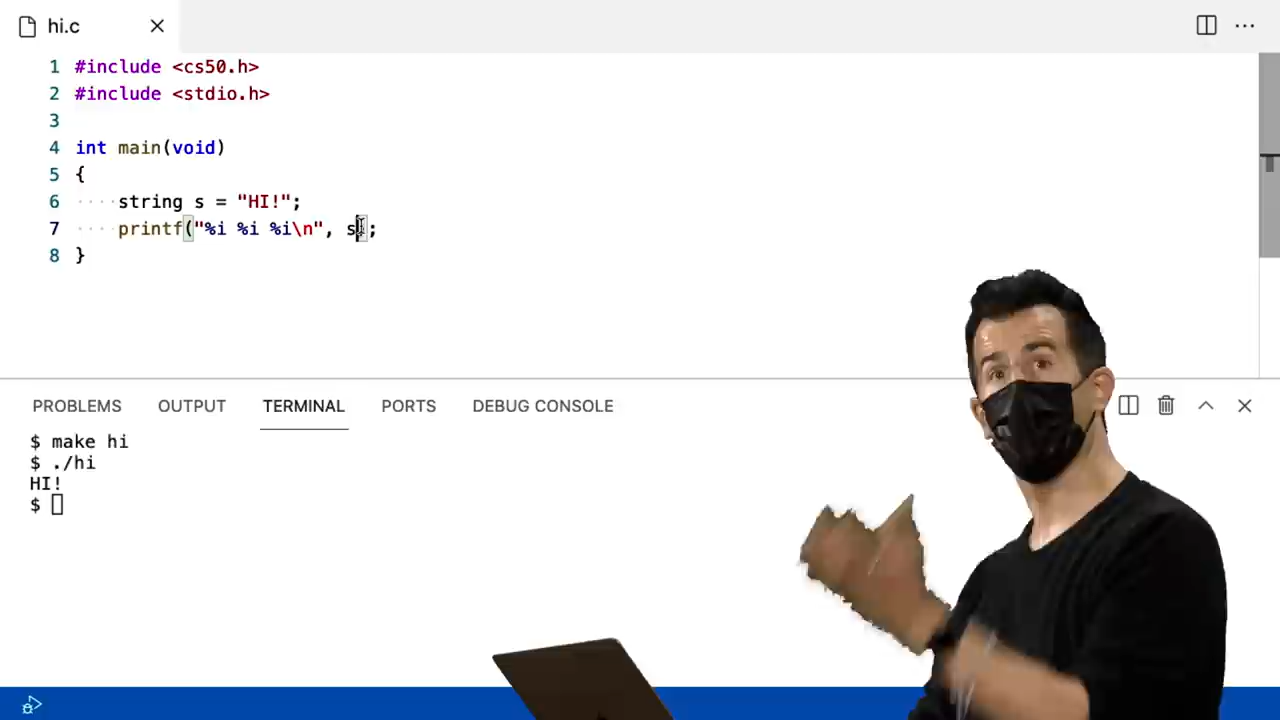 hi.c
1 #include <cs50.h>
2 #include <stdio.h>
3
4 int main(void)
5 {
6 ····string s = "HI!";
7 ····printf("%i %i %i\n", s);
8 }
PROBLEMS OUTPUT TERMINAL PORTS DEBUG CONSOLE
$ make hi
$ ./hi
HI!
$